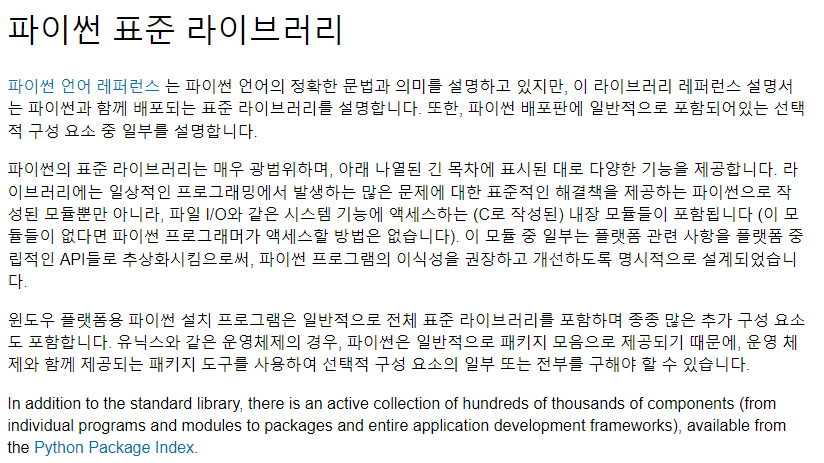 파이썬 표준 라이브러리
파이썬 언어 레퍼런스 는 파이썬 언어의 정확한 문법과 의미를 설명하고 있지만, 이 라이브러리 레퍼런스 설명서
는 파이썬과 함께 배포되는 표준 라이브러리를 설명합니다. 또한, 파이썬 배포판에 일반적으로 포함되어있는 선택
적 구성 요소 중 일부를 설명합니다.
파이썬의 표준 라이브러리는 매우 광범위하며, 아래 나열된 긴 목차에 표시된 대로 다양한 기능을 제공합니다. 라
이브러리에는 일상적인 프로그래밍에서 발생하는 많은 문제에 대한 표준적인 해결책을 제공하는 파이썬으로 작
성된 모듈뿐만 아니라, 파일 I/O와 같은 시스템 기능에 액세스하는 (C로 작성된) 내장 모듈들이 포함됩니다 (이 모
듈들이 없다면 파이썬 프로그래머가 액세스할 방법은 없습니다). 이 모듈 중 일부는 플랫폼 관련 사항을 플랫폼 중
립적인 API들로 추상화시킴으로써, 파이썬 프로그램의 이식성을 권장하고 개선하도록 명시적으로 설계되었습니
다.
윈도우 플랫폼용 파이썬 설치 프로그램은 일반적으로 전체 표준 라이브러리를 포함하며 종종 많은 추가 구성 요소
도 포함합니다. 유닉스와 같은 운영체제의 경우, 파이썬은 일반적으로 패키지 모음으로 제공되기 때문에, 운영 체
제와 함께 제공되는 패키지 도구를 사용하여 선택적 구성 요소의 일부 또는 전부를 구해야 할 수 있습니다.
In addition to the standard library, there is an active collection of hundreds of thousands of components (from
individual programs and modules to packages and entire application development frameworks), available from
the Python Package Index.